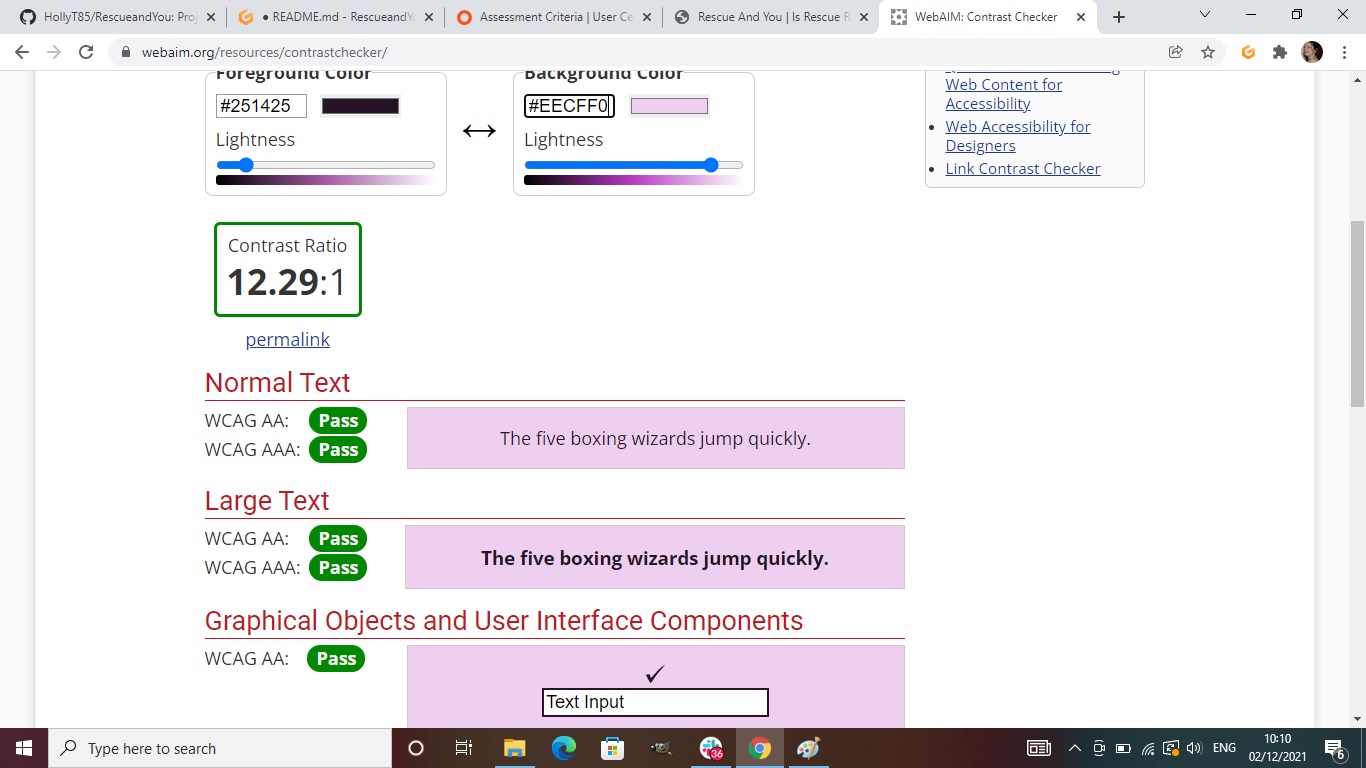 HollyT85/RescueandYou: Proj
● README.md - RescueandYo
Assessment Criteria | User Ce
Rescue And You | Is Rescue R
WebAIM: Contrast Checker
webaim.org/resources/contrastchecker/
Foreground Color
#251425
Lightness
Background Color
#EECFF0
Lightness
Web Content for
Accessibility
Web Accessibility for
Designers
Link Contrast Checker
Contrast Ratio
12.29:1
permalink
Normal Text
WCAG AA: Pass
WCAG AAA: Pass
The five boxing wizards jump quickly.
Large Text
WCAG AA: Pass
WCAG AAA: Pass
The five boxing wizards jump quickly.
Graphical Objects and User Interface Components
WCAG AA: Pass
Text Input
Type here to search
36
ENG
10:10
02/12/2021
6